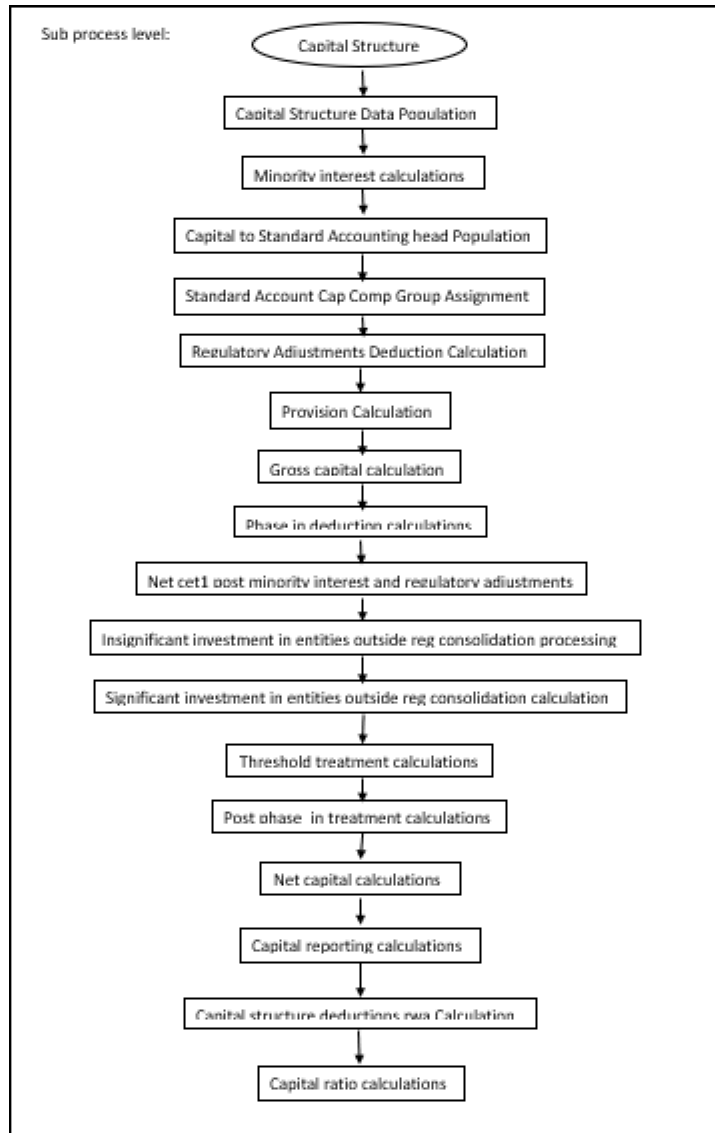 Sub process level:
Capital Structure
Capital Structure Data Population
Minority interest calculations
Capital to Standard Accounting head Population
Standard Account Cap Comp Group Assignment
Regulatory Adjustments Deduction Calculation
Provision Calculation
Gross capital calculation
Phase in deduction calculations
Net cet1 post minority interest and regulatory adjustments
Insignificant investment in entities outside reg consolidation processing
Significant investment in entities outside reg consolidation calculation
Threshold treatment calculations
Post phase in treatment calculations
Net capital calculations
Capital reporting calculations
Capital structure deductions rwa Calculation
Capital ratio calculations